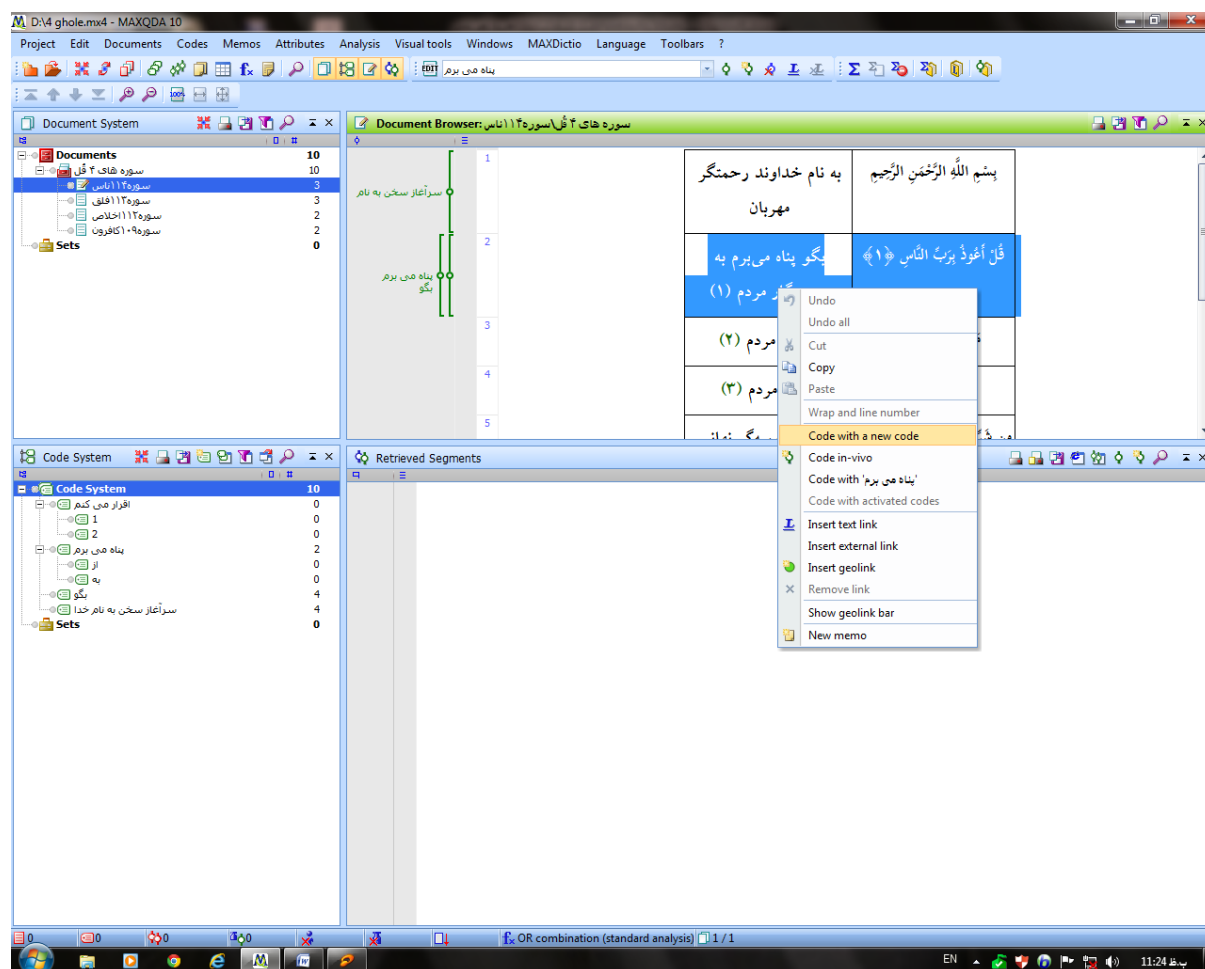 D:\4 ghole.mx4 - MAXQDA 10
Project Edit Documents Codes Memos Attributes Analysis Visual tools Windows MAXDictio Language Toolbars ?
پناه می برم
Document System
Documents 10
سوره های ۴ قُل 10
سوره۱۱۴ناس 3
سوره۱۱۳فلق 3
سوره۱۱۲اخلاص 2
سوره۱۰۹کافرون 2
Sets 0
Document Browser: سوره های ۴ قُل\سوره۱۱۴ناس
سرآغاز سخن به نام
پناه می برم
بگو
1
بِسْمِ اللَّهِ الرَّحْمَنِ الرَّحِيمِ
به نام خداوند رحمتگر
مهربان
2
قُلْ أَعُوذُ بِرَبِّ النَّاسِ ﴿۱﴾
بگو پناه می‌برم به
مردم (۱)
3
مردم (۲)
4
مردم (۳)
5
Undo
Undo all
Cut
Copy
Paste
Wrap and line number
Code with a new code
Code in-vivo
Code with 'پناه می برم'
Code with activated codes
Insert text link
Insert external link
Insert geolink
Remove link
Show geolink bar
New memo
Code System
Code System 10
اقرار می کنم 0
1 0
2 0
پناه می برم 2
از 0
به 0
بگو 4
سرآغاز سخن به نام خدا 4
Sets 0
Retrieved Segments
0 0 0 0
OR combination (standard analysis) 1 / 1
EN
11:24 ب.ظ